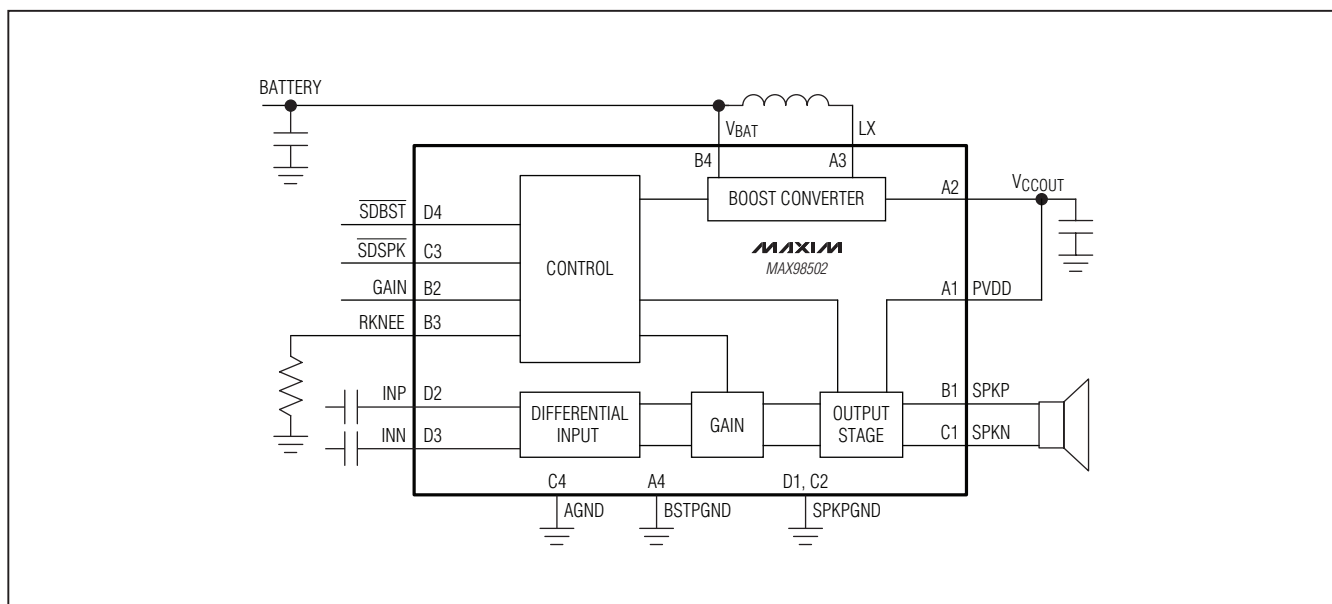 BATTERY
VBAT
LX
B4
A3
BOOST CONVERTER
A2
VCCOUT
SDBST
D4
SDSPK
C3
CONTROL
MAXIM
MAX98502
GAIN
B2
A1
PVDD
RKNEE
B3
INP
D2
DIFFERENTIAL
INPUT
GAIN
OUTPUT
STAGE
B1
SPKP
INN
D3
C1
SPKN
C4
A4
D1, C2
AGND
BSTPGND
SPKPGND